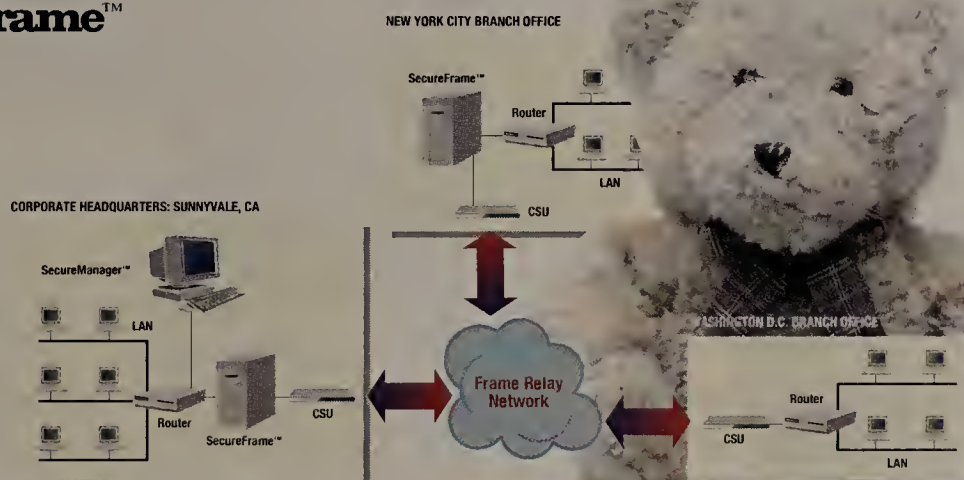 rame™
NEW YORK CITY BRANCH OFFICE
SecureFrame™
Router
LAN
CSU
CORPORATE HEADQUARTERS: SUNNYVALE, CA
SecureManager™
LAN
Router
SecureFrame™
CSU
Frame Relay
Network
WASHINGTON D.C. BRANCH OFFICE
Router
CSU
LAN